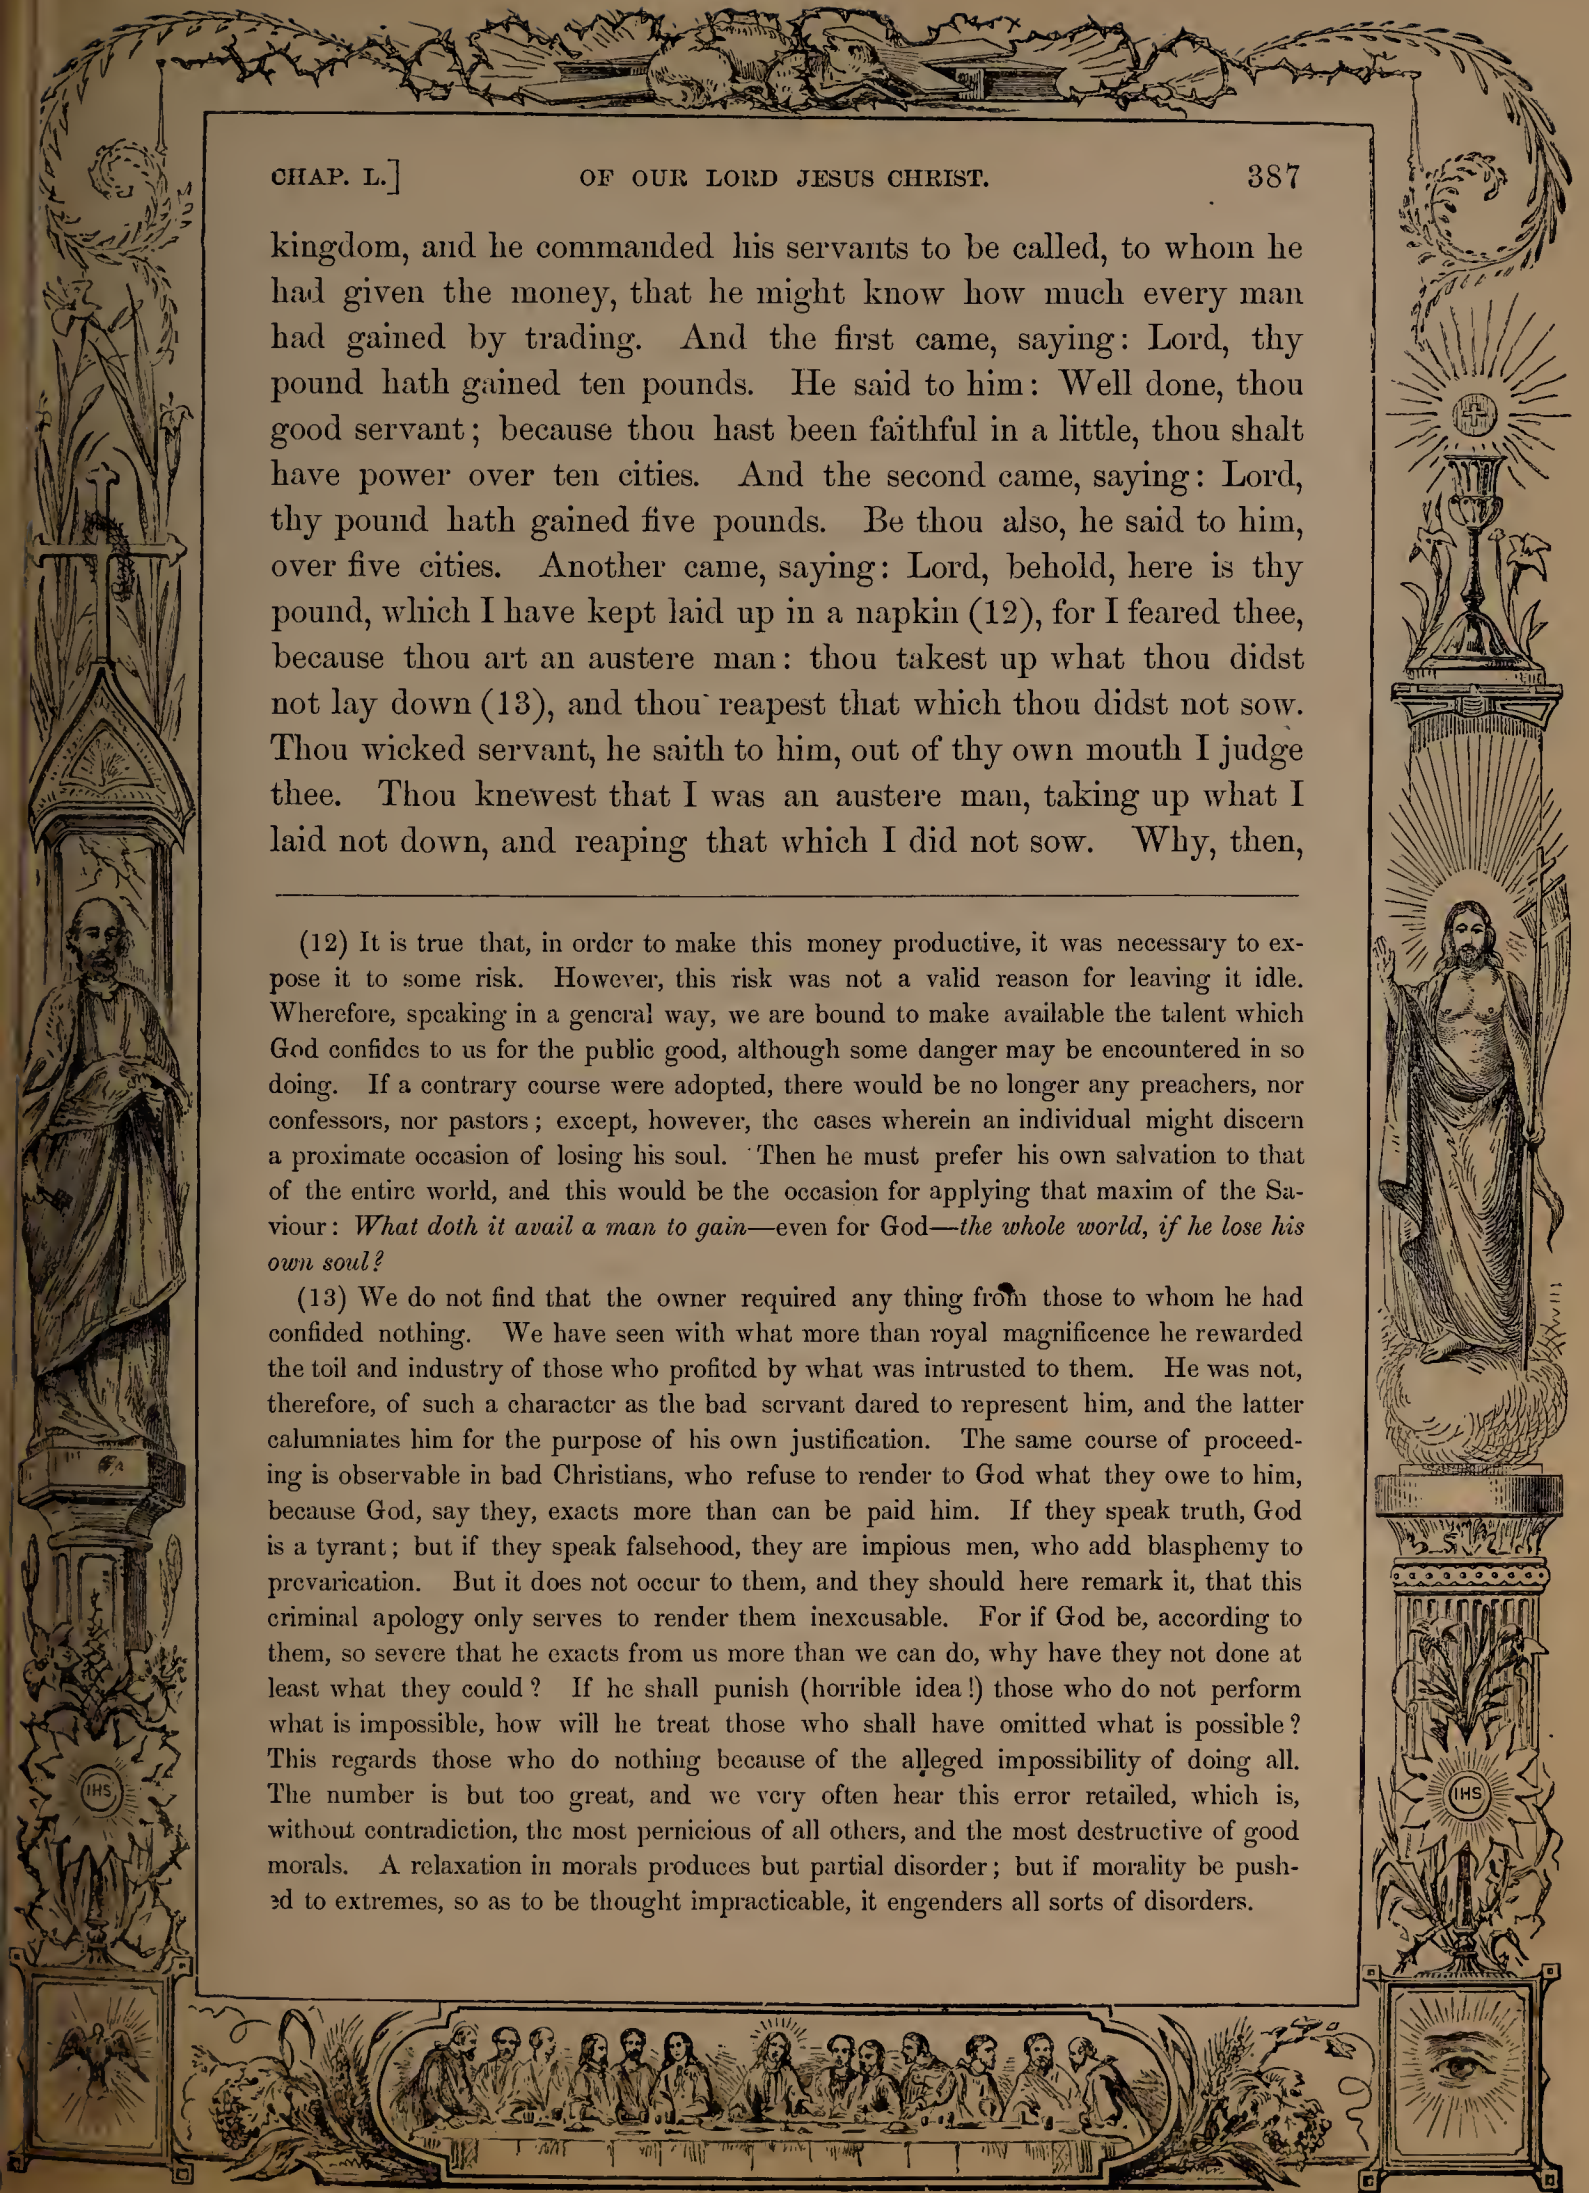 CHAP. L.] OF OUR LORD JESUS CHRIST. 387
kingdom, and he commanded his servants to be called, to whom he
had given the money, that he might know how much every man
had gained by trading. And the first came, saying: Lord, thy
pound hath gained ten pounds. He said to him: Well done, thou
good servant; because thou hast been faithful in a little, thou shalt
have power over ten cities. And the second came, saying: Lord,
thy pound hath gained five pounds. Be thou also, he said to him,
over five cities. Another came, saying: Lord, behold, here is thy
pound, which I have kept laid up in a napkin (12), for I feared thee,
because thou art an austere man: thou takest up what thou didst
not lay down (13), and thou reapest that which thou didst not sow.
Thou wicked servant, he saith to him, out of thy own mouth I judge
thee. Thou knewest that I was an austere man, taking up what I
laid not down, and reaping that which I did not sow. Why, then,
(12) It is true that, in order to make this money productive, it was necessary to ex-
pose it to some risk. However, this risk was not a valid reason for leaving it idle.
Wherefore, speaking in a general way, we are bound to make available the talent which
God confides to us for the public good, although some danger may be encountered in so
doing. If a contrary course were adopted, there would be no longer any preachers, nor
confessors, nor pastors; except, however, the cases wherein an individual might discern
a proximate occasion of losing his soul. Then he must prefer his own salvation to that
of the entire world, and this would be the occasion for applying that maxim of the Sa-
viour: What doth it avail a man to gain—even for God—the whole world, if he lose his
own soul?
(13) We do not find that the owner required any thing from those to whom he had
confided nothing. We have seen with what more than royal magnificence he rewarded
the toil and industry of those who profited by what was intrusted to them. He was not,
therefore, of such a character as the bad servant dared to represent him, and the latter
calumniates him for the purpose of his own justification. The same course of proceed-
ing is observable in bad Christians, who refuse to render to God what they owe to him,
because God, say they, exacts more than can be paid him. If they speak truth, God
is a tyrant; but if they speak falsehood, they are impious men, who add blasphemy to
prevarication. But it does not occur to them, and they should here remark it, that this
criminal apology only serves to render them inexcusable. For if God be, according to
them, so severe that he exacts from us more than we can do, why have they not done at
least what they could? If he shall punish (horrible idea!) those who do not perform
what is impossible, how will he treat those who shall have omitted what is possible?
This regards those who do nothing because of the alleged impossibility of doing all.
The number is but too great, and we very often hear this error retailed, which is,
without contradiction, the most pernicious of all others, and the most destructive of good
morals. A relaxation in morals produces but partial disorder; but if morality be push-
ed to extremes, so as to be thought impracticable, it engenders all sorts of disorders.
IHS
IHS